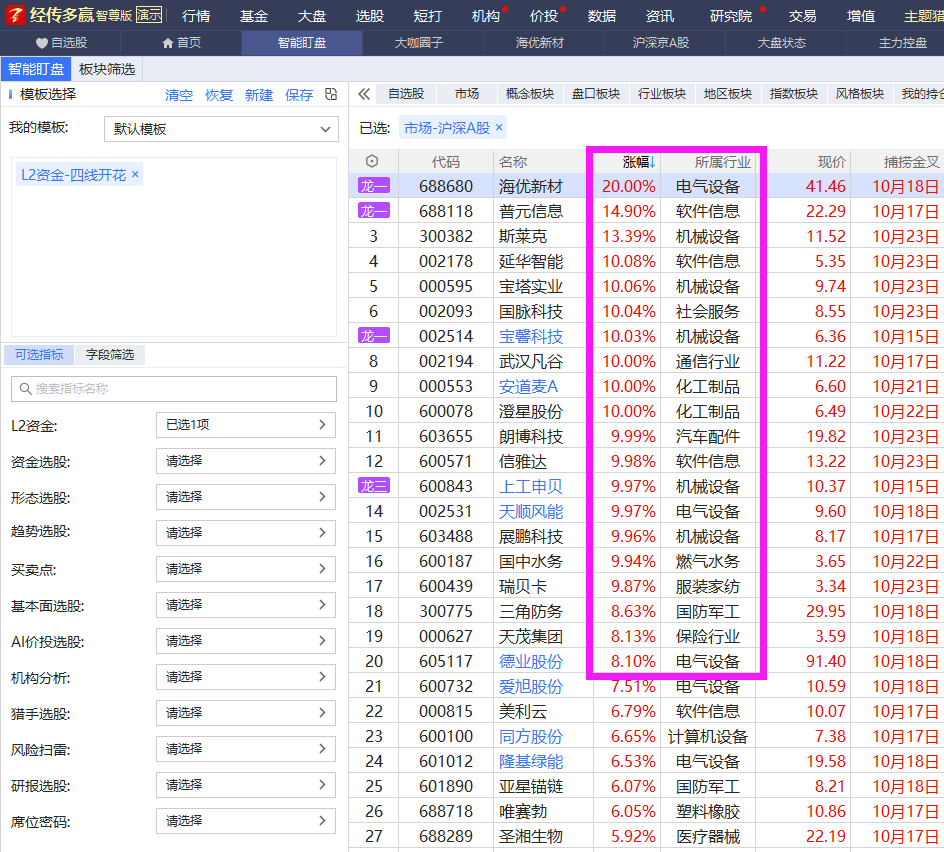 经传多赢 智尊版 演示 行情 基金 大盘 选股 短打 机构 价投 数据 资讯 研究院 交易 增值 主题猎
自选股 首页 智能盯盘 大咖圈子 海优新材 沪深京A股 大盘状态 主力控盘
智能盯盘 板块筛选
模板选择 清空 恢复 新建 保存
自选股 市场 概念板块 盘口板块 行业板块 地区板块 指数板块 风格板块 我的持仓
我的模板: 默认模板
已选: 市场-沪深A股 ×
L2资金-四线开花 ×
代码 名称 涨幅↓ 所属行业 现价 捕捞金叉
龙一 688680 海优新材 20.00% 电气设备 41.46 10月18日
龙一 688118 普元信息 14.90% 软件信息 22.29 10月17日
3 300382 斯莱克 13.39% 机械设备 11.52 10月23日
4 002178 延华智能 10.08% 软件信息 5.35 10月23日
5 000595 宝塔实业 10.06% 机械设备 9.74 10月23日
6 002093 国脉科技 10.04% 社会服务 8.55 10月23日
龙一 002514 宝馨科技 10.03% 机械设备 6.36 10月15日
8 002194 武汉凡谷 10.00% 通信行业 11.22 10月17日
9 000553 安道麦A 10.00% 化工制品 6.60 10月21日
10 600078 澄星股份 10.00% 化工制品 6.49 10月22日
11 603655 朗博科技 9.99% 汽车配件 19.82 10月23日
12 600571 信雅达 9.98% 软件信息 13.22 10月23日
龙三 600843 上工申贝 9.97% 机械设备 10.37 10月15日
14 002531 天顺风能 9.97% 电气设备 9.60 10月18日
15 603488 展鹏科技 9.96% 机械设备 8.17 10月17日
16 600187 国中水务 9.94% 燃气水务 3.65 10月22日
17 600439 瑞贝卡 9.87% 服装家纺 3.34 10月23日
18 300775 三角防务 8.63% 国防军工 29.95 10月18日
19 000627 天茂集团 8.13% 保险行业 3.59 10月18日
20 605117 德业股份 8.10% 电气设备 91.40 10月18日
21 600732 爱旭股份 7.51% 电气设备 10.59 10月18日
22 000815 美利云 6.79% 软件信息 10.07 10月17日
23 600100 同方股份 6.65% 计算机设备 7.38 10月17日
24 601012 隆基绿能 6.53% 电气设备 19.58 10月18日
25 601890 亚星锚链 6.07% 国防军工 8.21 10月18日
26 688718 唯赛勃 6.05% 塑料橡胶 10.86 10月17日
27 688289 圣湘生物 5.92% 医疗器械 22.19 10月17日
可选指标 字段筛选
搜索指标名称
L2资金: 已选1项
资金选股: 请选择
形态选股: 请选择
趋势选股: 请选择
买卖点: 请选择
基本面选股: 请选择
AI价投选股: 请选择
机构分析: 请选择
猎手选股: 请选择
风险扫雷: 请选择
研报选股: 请选择
席位密码: 请选择